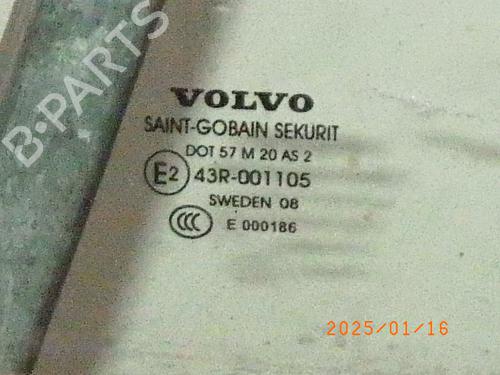 B·PARTS
VOLVO
SAINT-GOBAIN SEKURIT
DOT 57 M 20 AS 2
E2 43R-001105
SWEDEN 08
CCC E 000186
2025/01/16